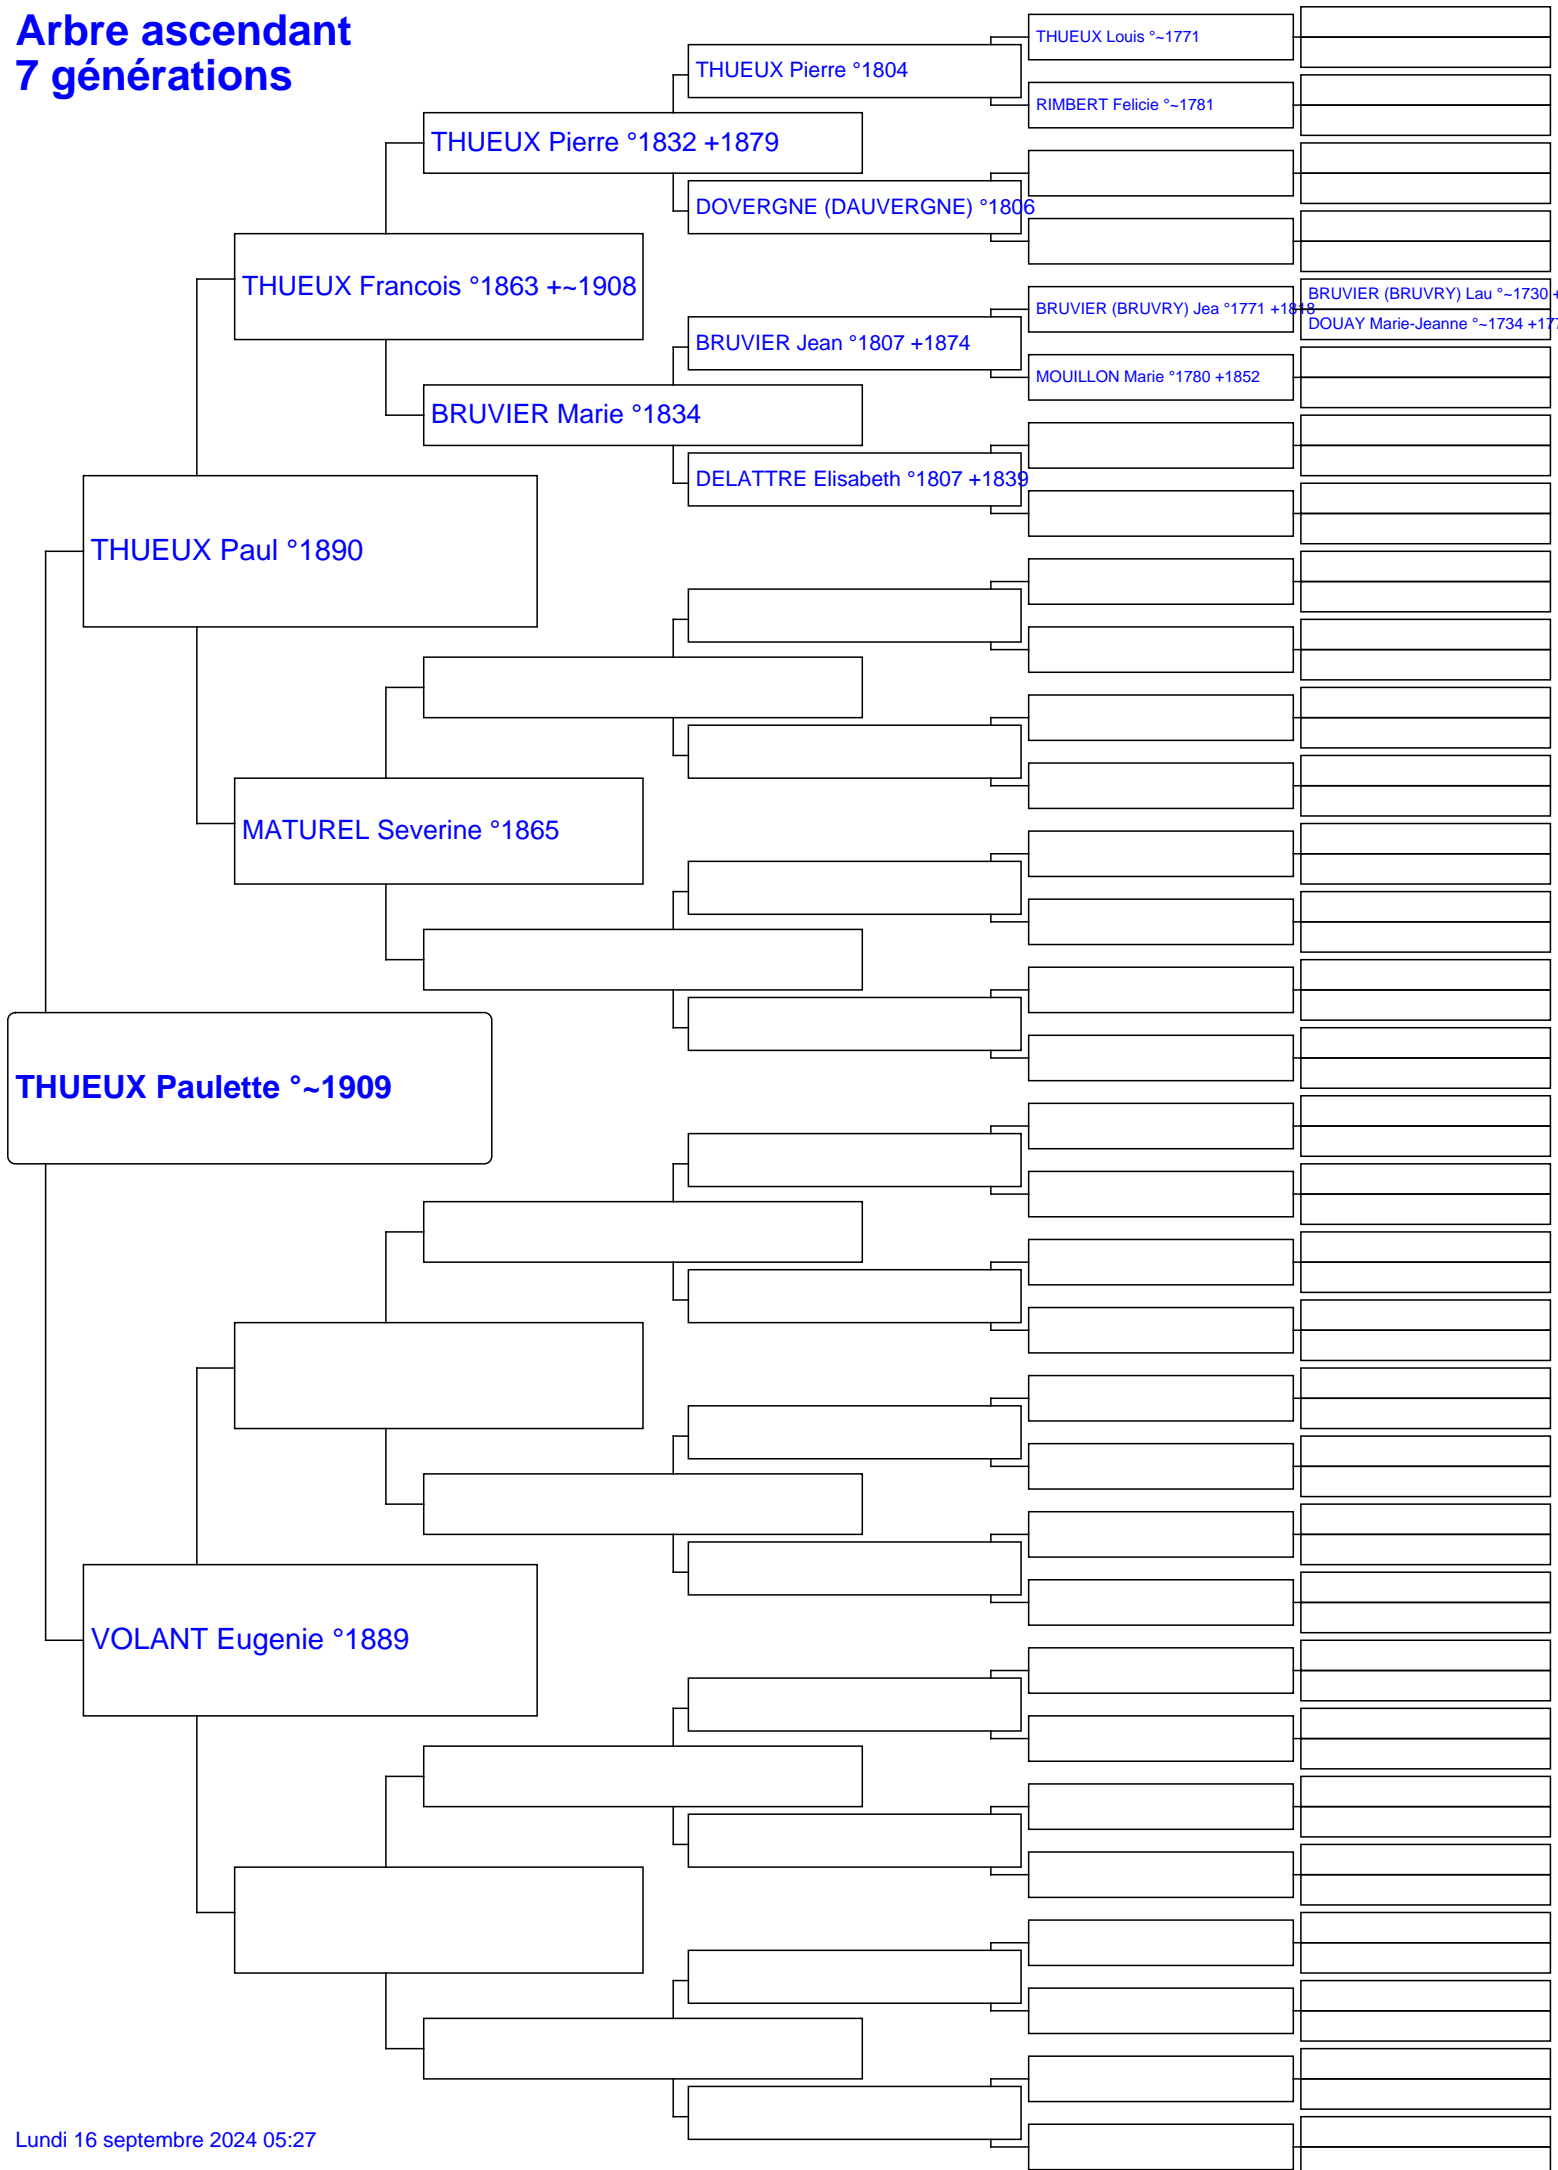 Arbre ascendant
7 générations
THUEUX Louis °~1771
THUEUX Pierre °1804
RIMBERT Felicie °~1781
THUEUX Pierre °1832 +1879
DOVERGNE (DAUVERGNE) °1806
THUEUX Francois °1863 +~1908
BRUVIER (BRUVRY) Lau °~1730 +
BRUVIER (BRUVRY) Jea °1771 +1818
DOUAY Marie-Jeanne °~1734 +177
BRUVIER Jean °1807 +1874
MOUILLON Marie °1780 +1852
BRUVIER Marie °1834
DELATTRE Elisabeth °1807 +1839
THUEUX Paul °1890
MATUREL Severine °1865
THUEUX Paulette °~1909
VOLANT Eugenie °1889
Lundi 16 septembre 2024 05:27